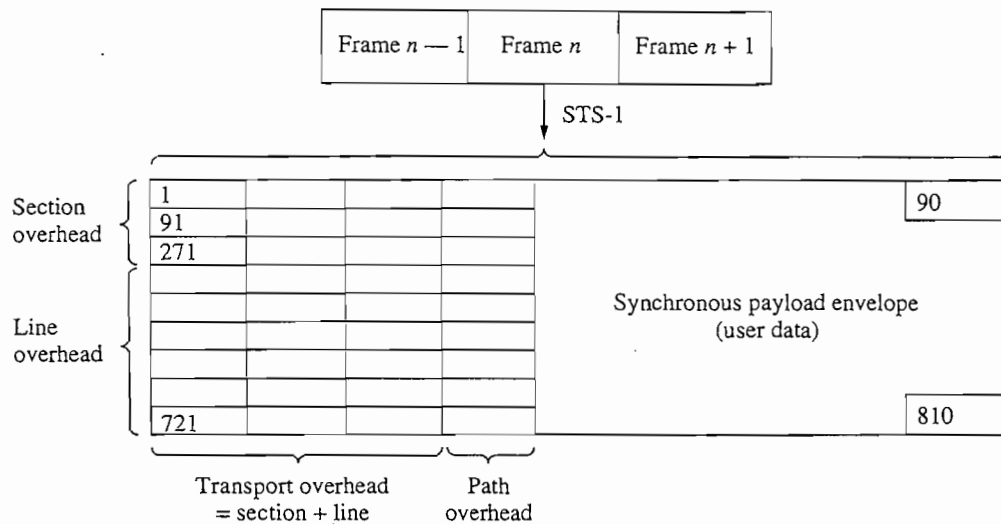 Frame n — 1 Frame n Frame n + 1
STS-1
Section
overhead
1
90
91
271
Synchronous payload envelope
(user data)
Line
overhead
721
810
Transport overhead
= section + line
Path
overhead